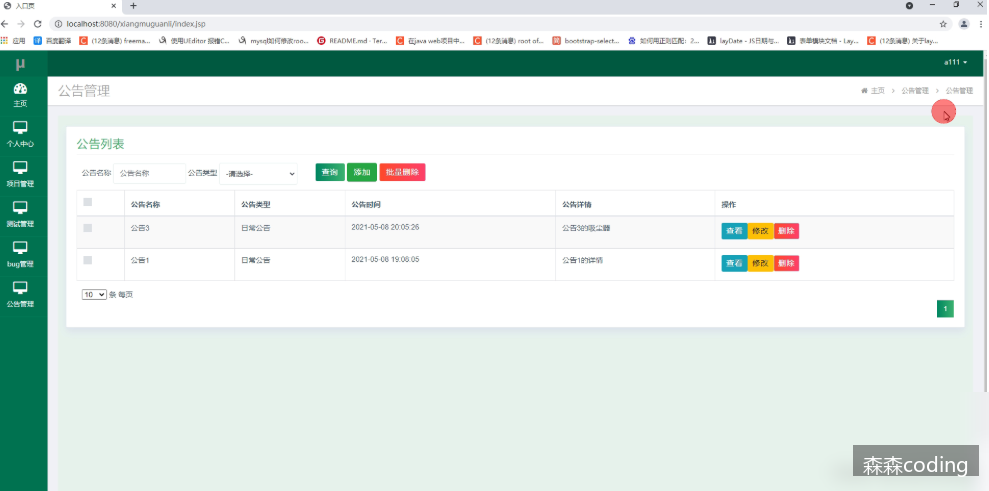 入口页
localhost:8080/xiangmuguanli/index.jsp
应用 百度翻译 (12条消息) freema... 使用UEditor 报错C... mysql如何修改roo... README.md · Ter... 在java web项目中... (12条消息) root of... bootstrap-select... 如何用正则匹配：2... layDate - JS日期与... 表单模块文档 - Lay... (12条消息) 关于lay...
μ a111
公告管理 主页 > 公告管理 > 公告管理
主页
个人中心
项目管理
测试管理
bug管理
公告管理
公告列表
公告名称 公告名称 公告类型 -请选择- 查询 添加 批量删除
公告名称 公告类型 公告时间 公告详情 操作
公告3 日常公告 2021-05-08 20:05:26 公告3的吸尘器 查看 修改 删除
公告1 日常公告 2021-05-08 19:06:05 公告1的详情 查看 修改 删除
10 条 每页
1
森森coding